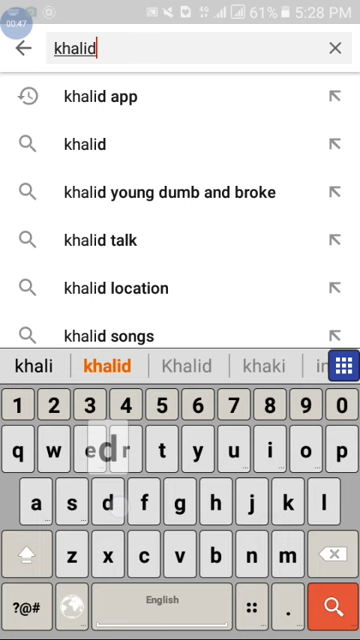 00:47
61% 5:28 PM
khalid
khalid app
khalid
khalid young dumb and broke
khalid talk
khalid location
khalid songs
khali khalid Khalid khaki
1 2 3 4 5 6 7 8 9 0
q w e d r t y u i o p
a s d f g h j k l
z x c v b n m
?@# English .